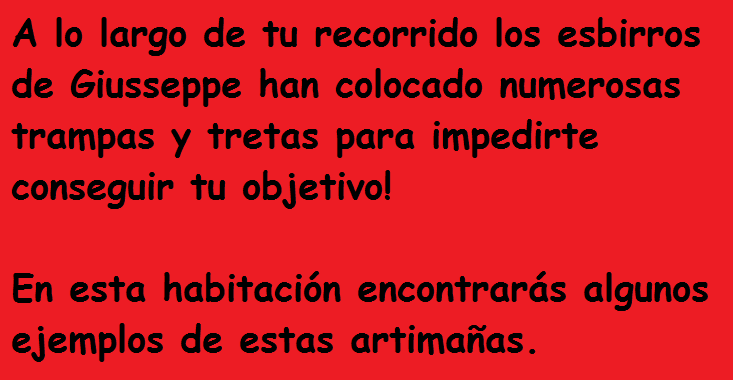 A lo largo de tu recorrido los esbirros
de Giusseppe han colocado numerosas
trampas y tretas para impedirte
conseguir tu objetivo!
En esta habitación encontrarás algunos
ejemplos de estas artimañas.